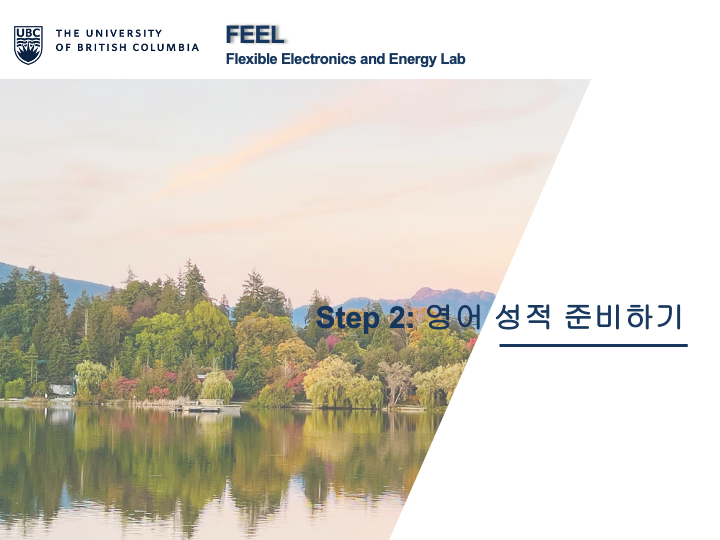 UBC
THE UNIVERSITY
OF BRITISH COLUMBIA
FEEL
Flexible Electronics and Energy Lab
Step 2: 영어 성적 준비하기